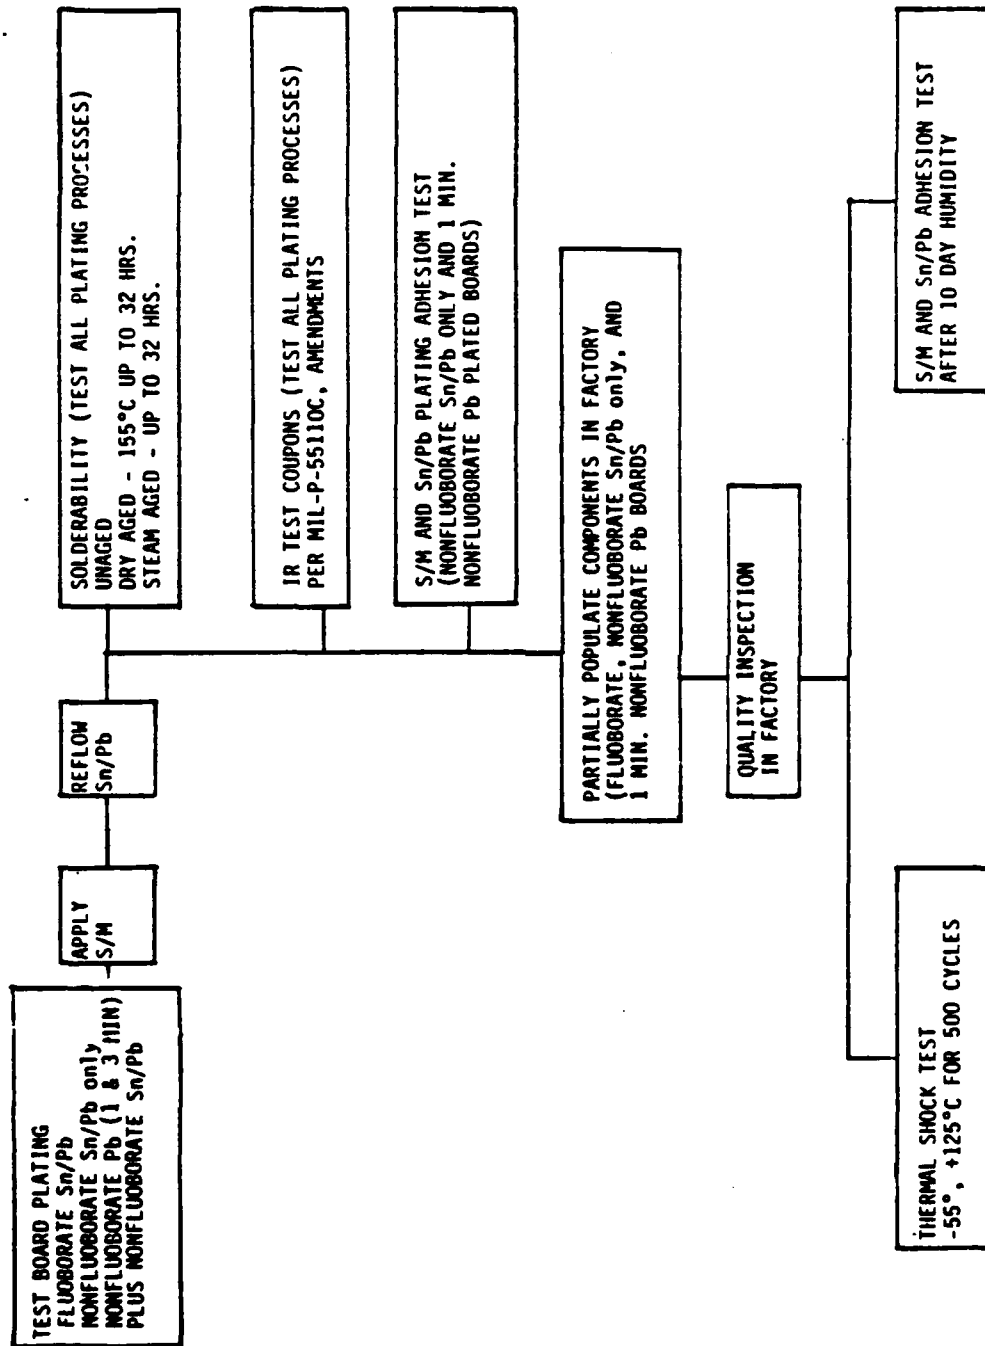 TEST BOARD PLATING
FLUOBORATE Sn/Pb
NONFLUOBORATE Sn/Pb only
NONFLUOBORATE Pb (1 & 3 MIN)
PLUS NONFLUOBORATE Sn/Pb
APPLY
S/M
REFLOW
Sn/Pb
SOLDERABILITY (TEST ALL PLATING PROCESSES)
UNAGED
DRY AGED - 155°C UP TO 32 HRS.
STEAM AGED - UP TO 32 HRS.
IR TEST COUPONS (TEST ALL PLATING PROCESSES)
PER MIL-P-55110C, AMENDMENTS
S/M AND Sn/Pb PLATING ADHESION TEST
(NONFLUOBORATE Sn/Pb ONLY AND 1 MIN.
NONFLUOBORATE Pb PLATED BOARDS)
PARTIALLY POPULATE COMPONENTS IN FACTORY
(FLUOBORATE, NONFLUOBORATE Sn/Pb only, AND
1 MIN. NONFLUOBORATE Pb BOARDS
QUALITY INSPECTION
IN FACTORY
THERMAL SHOCK TEST
-55°, +125°C FOR 500 CYCLES
S/M AND Sn/Pb ADHESION TEST
AFTER 10 DAY HUMIDITY